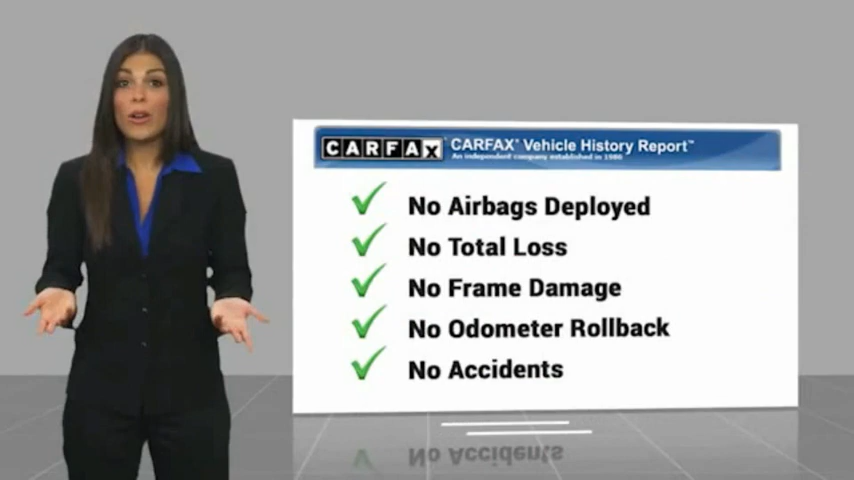 CARFAX CARFAX Vehicle History Report™
An independent company established in 1986
No Airbags Deployed
No Total Loss
No Frame Damage
No Odometer Rollback
No Accidents
No Accidents